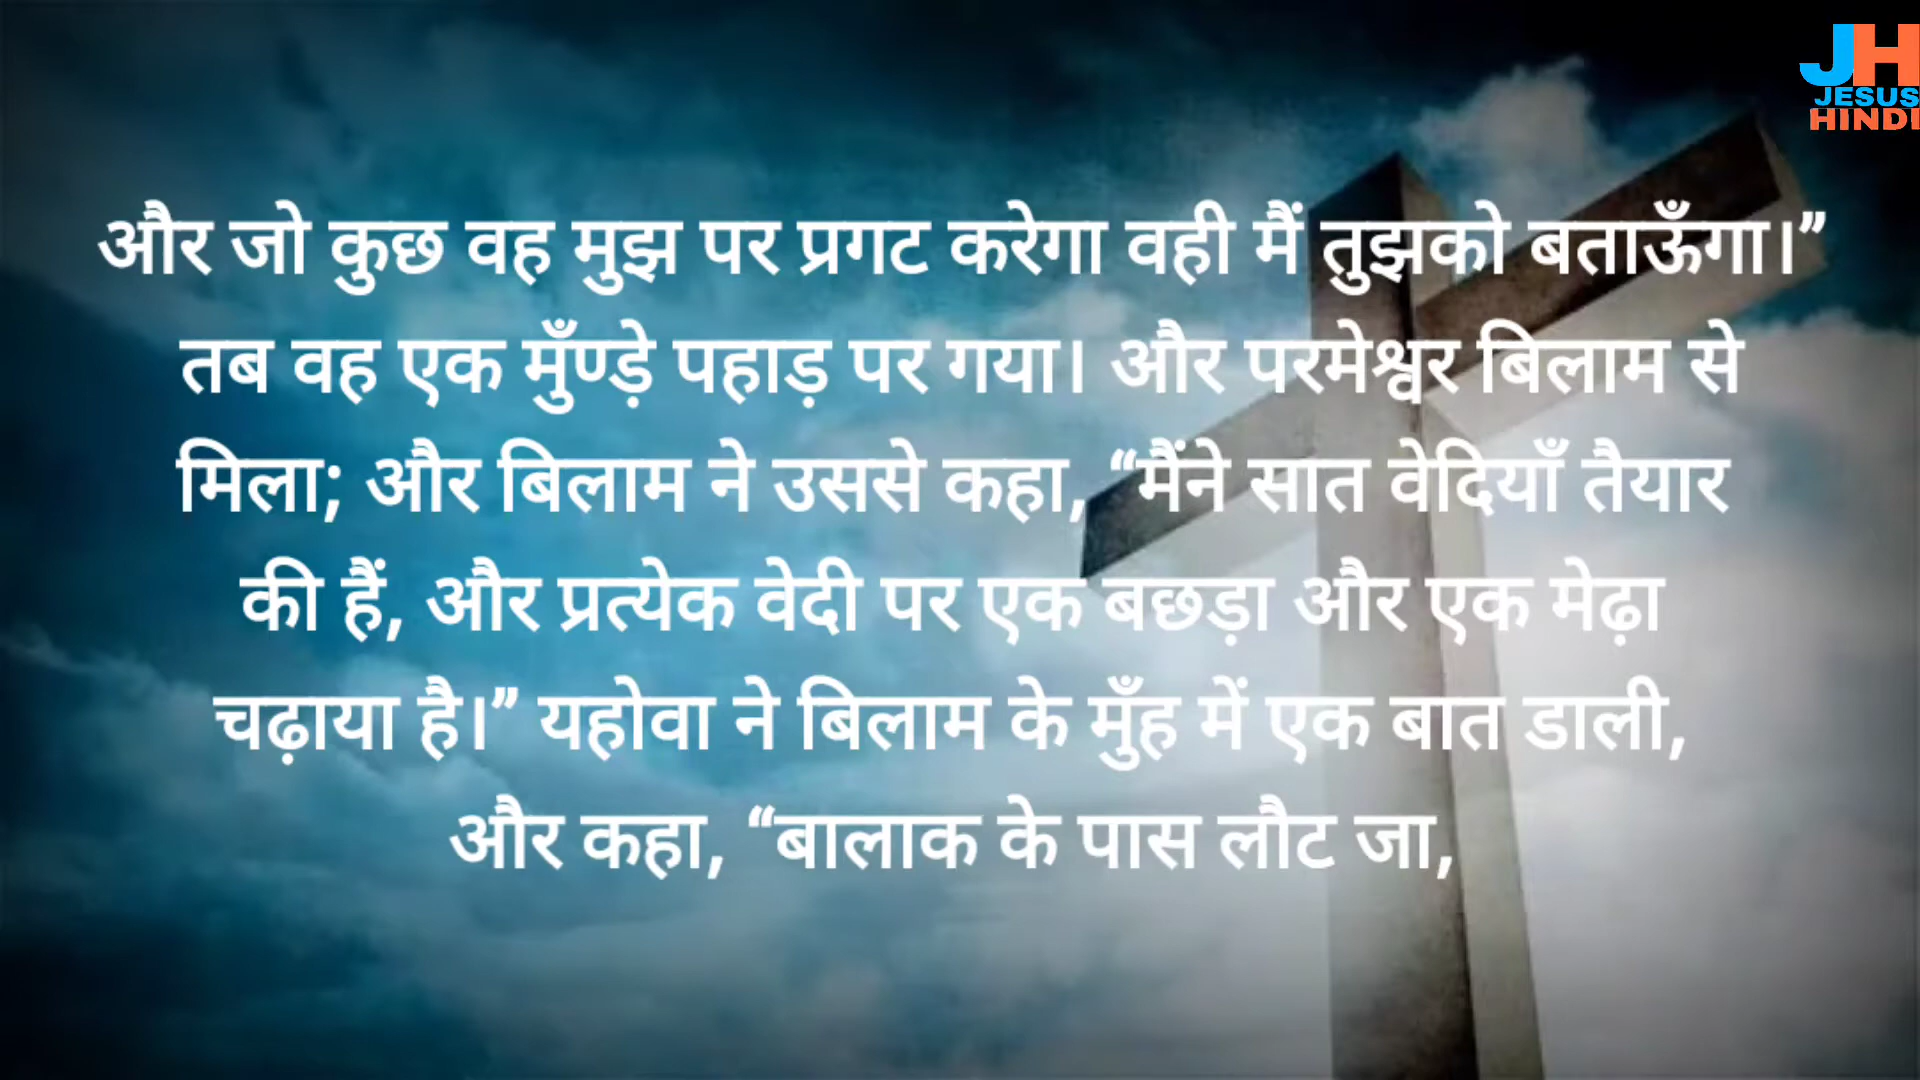 JH
JESUS
HINDI
और जो कुछ वह मुझ पर प्रगट करेगा वही मैं तुझको बताऊँगा।”
तब वह एक मुँण्ड़े पहाड़ पर गया। और परमेश्वर बिलाम से
मिला; और बिलाम ने उससे कहा, “मैंने सात वेदियाँ तैयार
की हैं, और प्रत्येक वेदी पर एक बछड़ा और एक मेढ़ा
चढ़ाया है।” यहोवा ने बिलाम के मुँह में एक बात डाली,
और कहा, “बालाक के पास लौट जा,